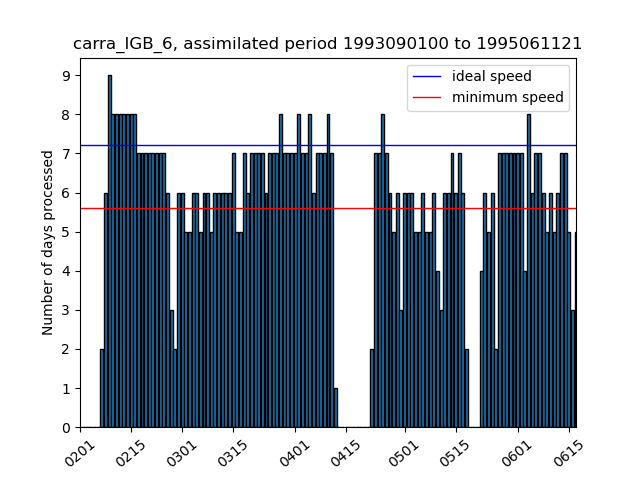 carra_IGB_6, assimilated period 1993090100 to 1995061121
ideal speed
minimum speed
Number of days processed
9
8
7
6
5
4
3
2
1
0
0201 0215 0301 0315 0401 0415 0501 0515 0601 0615